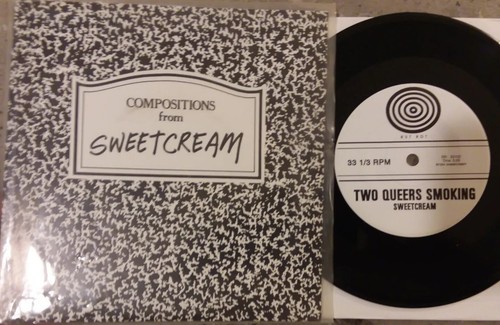 COMPOSITIONS
from
SWEETCREAM
33 1/3 RPM
TWO QUEERS SMOKING
SWEETCREAM